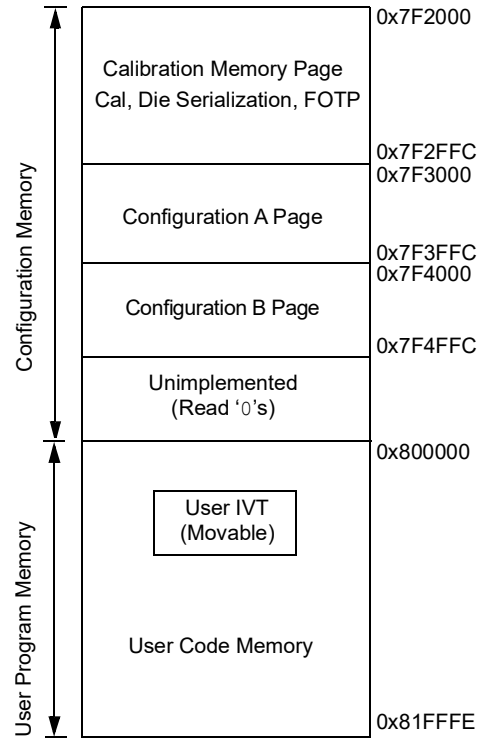 0x7F2000
Calibration Memory Page
Cal, Die Serialization, FOTP
0x7F2FFC
0x7F3000
Configuration Memory
Configuration A Page
0x7F3FFC
0x7F4000
Configuration B Page
0x7F4FFC
Unimplemented
(Read ‘0’s)
0x800000
User IVT
(Movable)
User Program Memory
User Code Memory
0x81FFFE